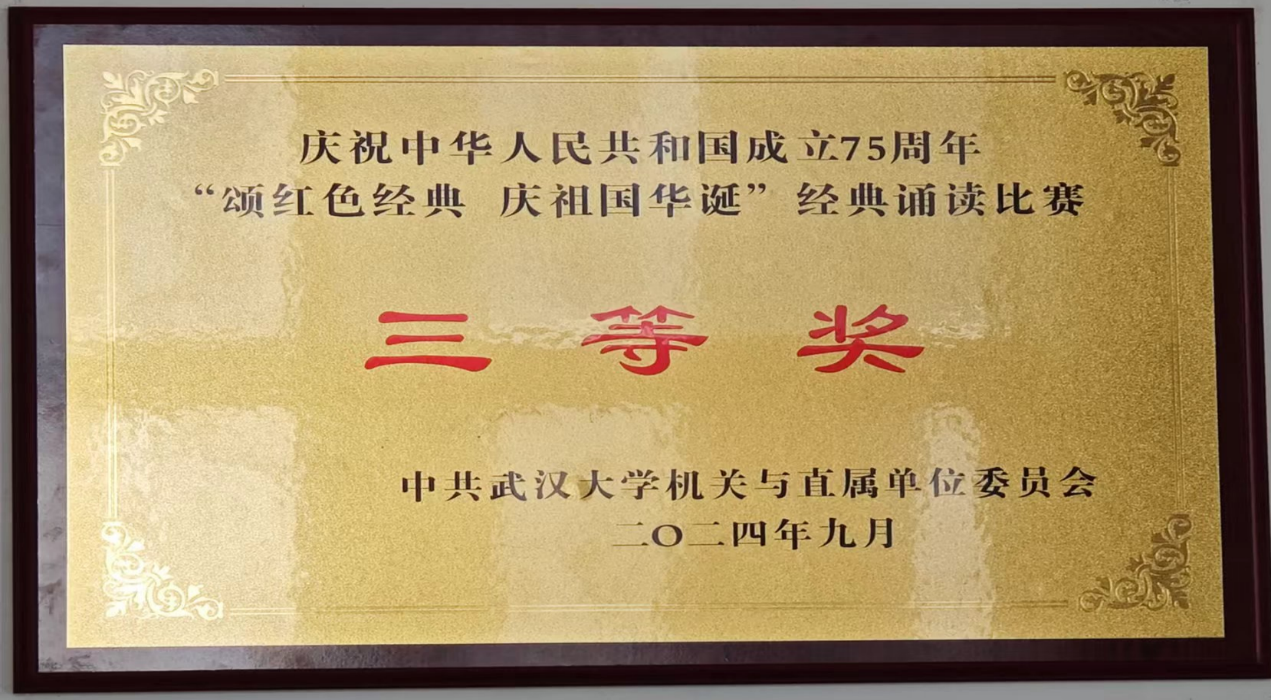 庆祝中华人民共和国成立75周年
“颂红色经典 庆祖国华诞”经典诵读比赛
三等奖
中共武汉大学机关与直属单位委员会
二〇二四年九月